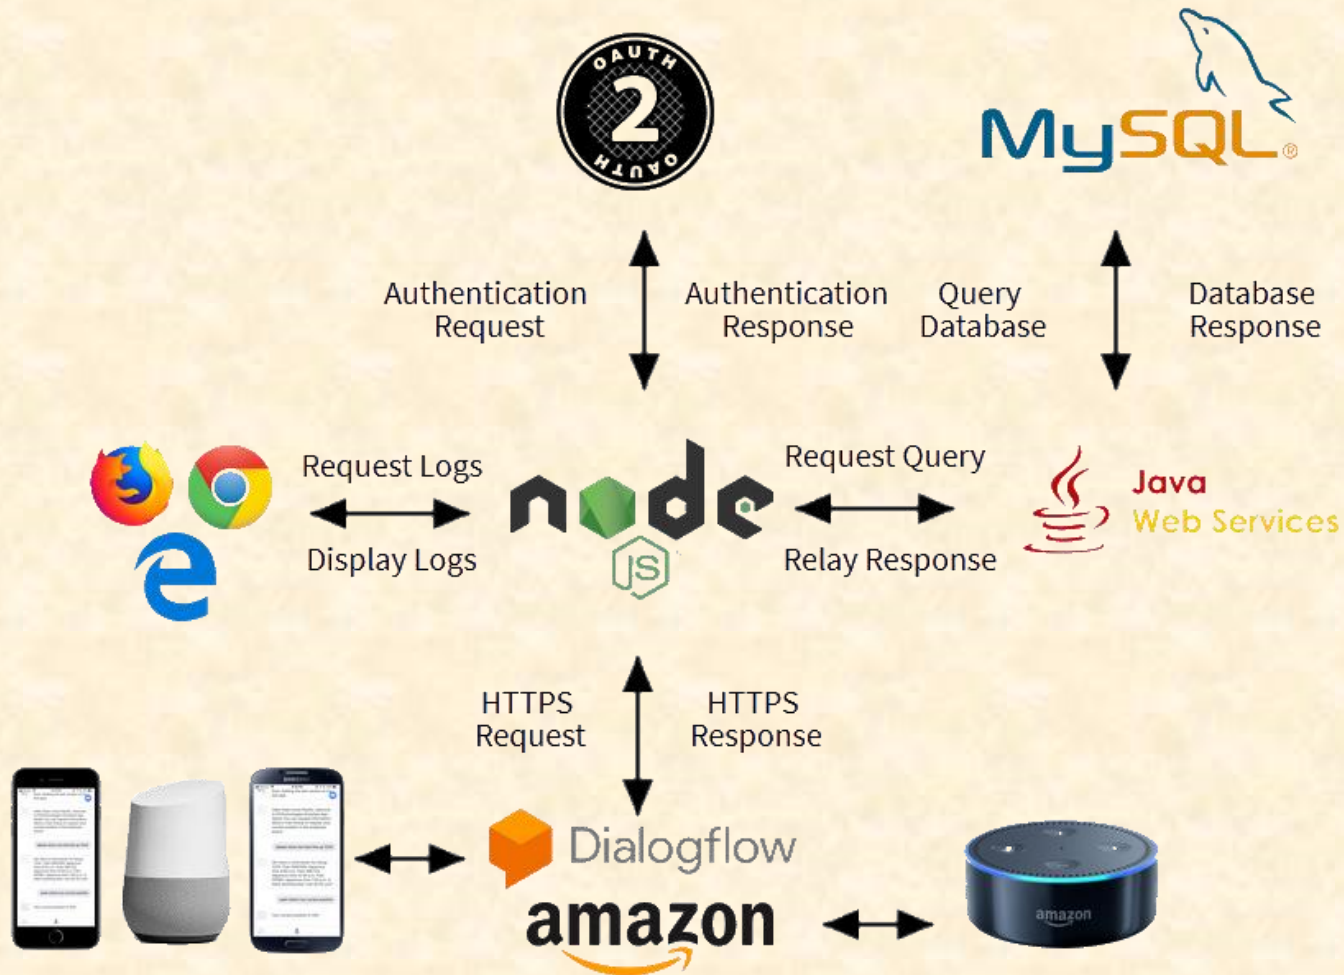 OAUTH
2
OAUTH
MySQL®
Authentication
Request
Authentication
Response
Query
Database
Database
Response
Request Logs
Display Logs
node
JS
Request Query
Relay Response
Java
Web Services
HTTPS
Request
HTTPS
Response
Dialogflow
amazon
amazon